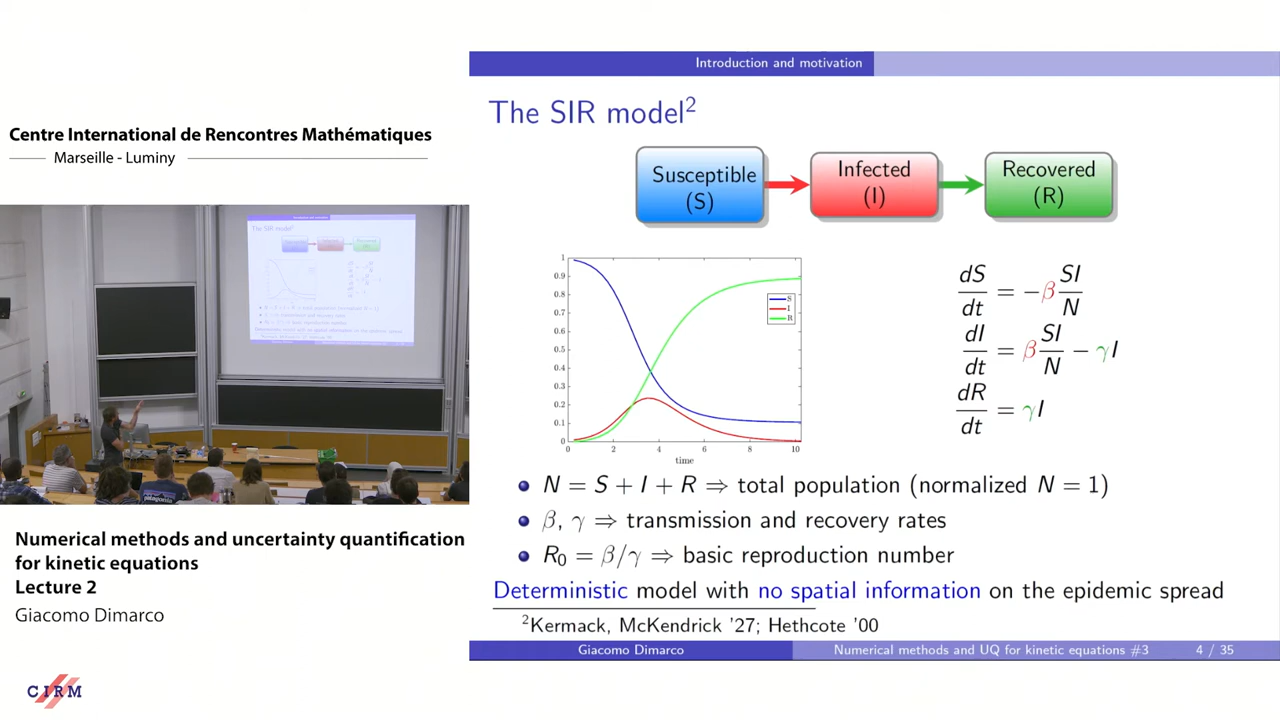 Centre International de Rencontres Mathématiques
Marseille - Luminy
Numerical methods and uncertainty quantification
for kinetic equations
Lecture 2
Giacomo Dimarco
CIRM
Introduction and motivation
The SIR model²
Susceptible
(S)
Infected
(I)
Recovered
(R)
1
0.9
0.8
0.7
0.6
0.5
0.4
0.3
0.2
0.1
0
0 2 4 6 8 10
time
S
I
R
dS/dt = −β SI/N
dI/dt = β SI/N − γI
dR/dt = γI
N = S + I + R ⇒ total population (normalized N = 1)
β, γ ⇒ transmission and recovery rates
R₀ = β/γ ⇒ basic reproduction number
Deterministic model with no spatial information on the epidemic spread
²Kermack, McKendrick '27; Hethcote '00
Giacomo Dimarco
Numerical methods and UQ for kinetic equations #3
4 / 35
The SIR model²
patagonia